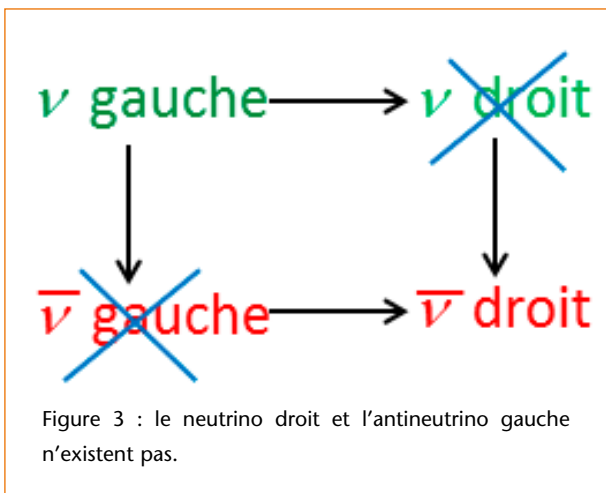 ν gauche ν droit
ν̅ gauche ν̅ droit
Figure 3 : le neutrino droit et l'antineutrino gauche
n'existent pas.